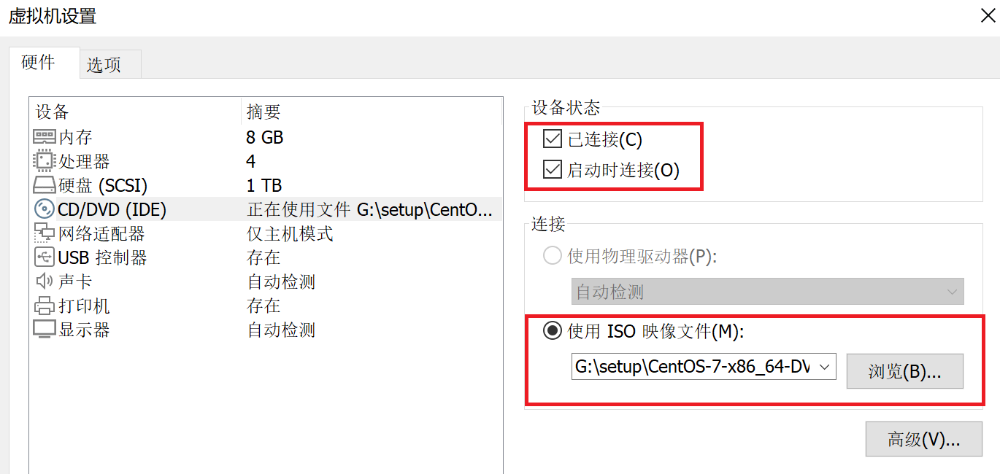 虚拟机设置
硬件 选项
设备 摘要
内存 8 GB
处理器 4
硬盘 (SCSI) 1 TB
CD/DVD (IDE) 正在使用文件 G:\setup\CentO...
网络适配器 仅主机模式
USB 控制器 存在
声卡 自动检测
打印机 存在
显示器 自动检测
设备状态
已连接(C)
启动时连接(O)
连接
使用物理驱动器(P):
自动检测
使用 ISO 映像文件(M):
G:\setup\CentOS-7-x86_64-DV 浏览(B)...
高级(V)...